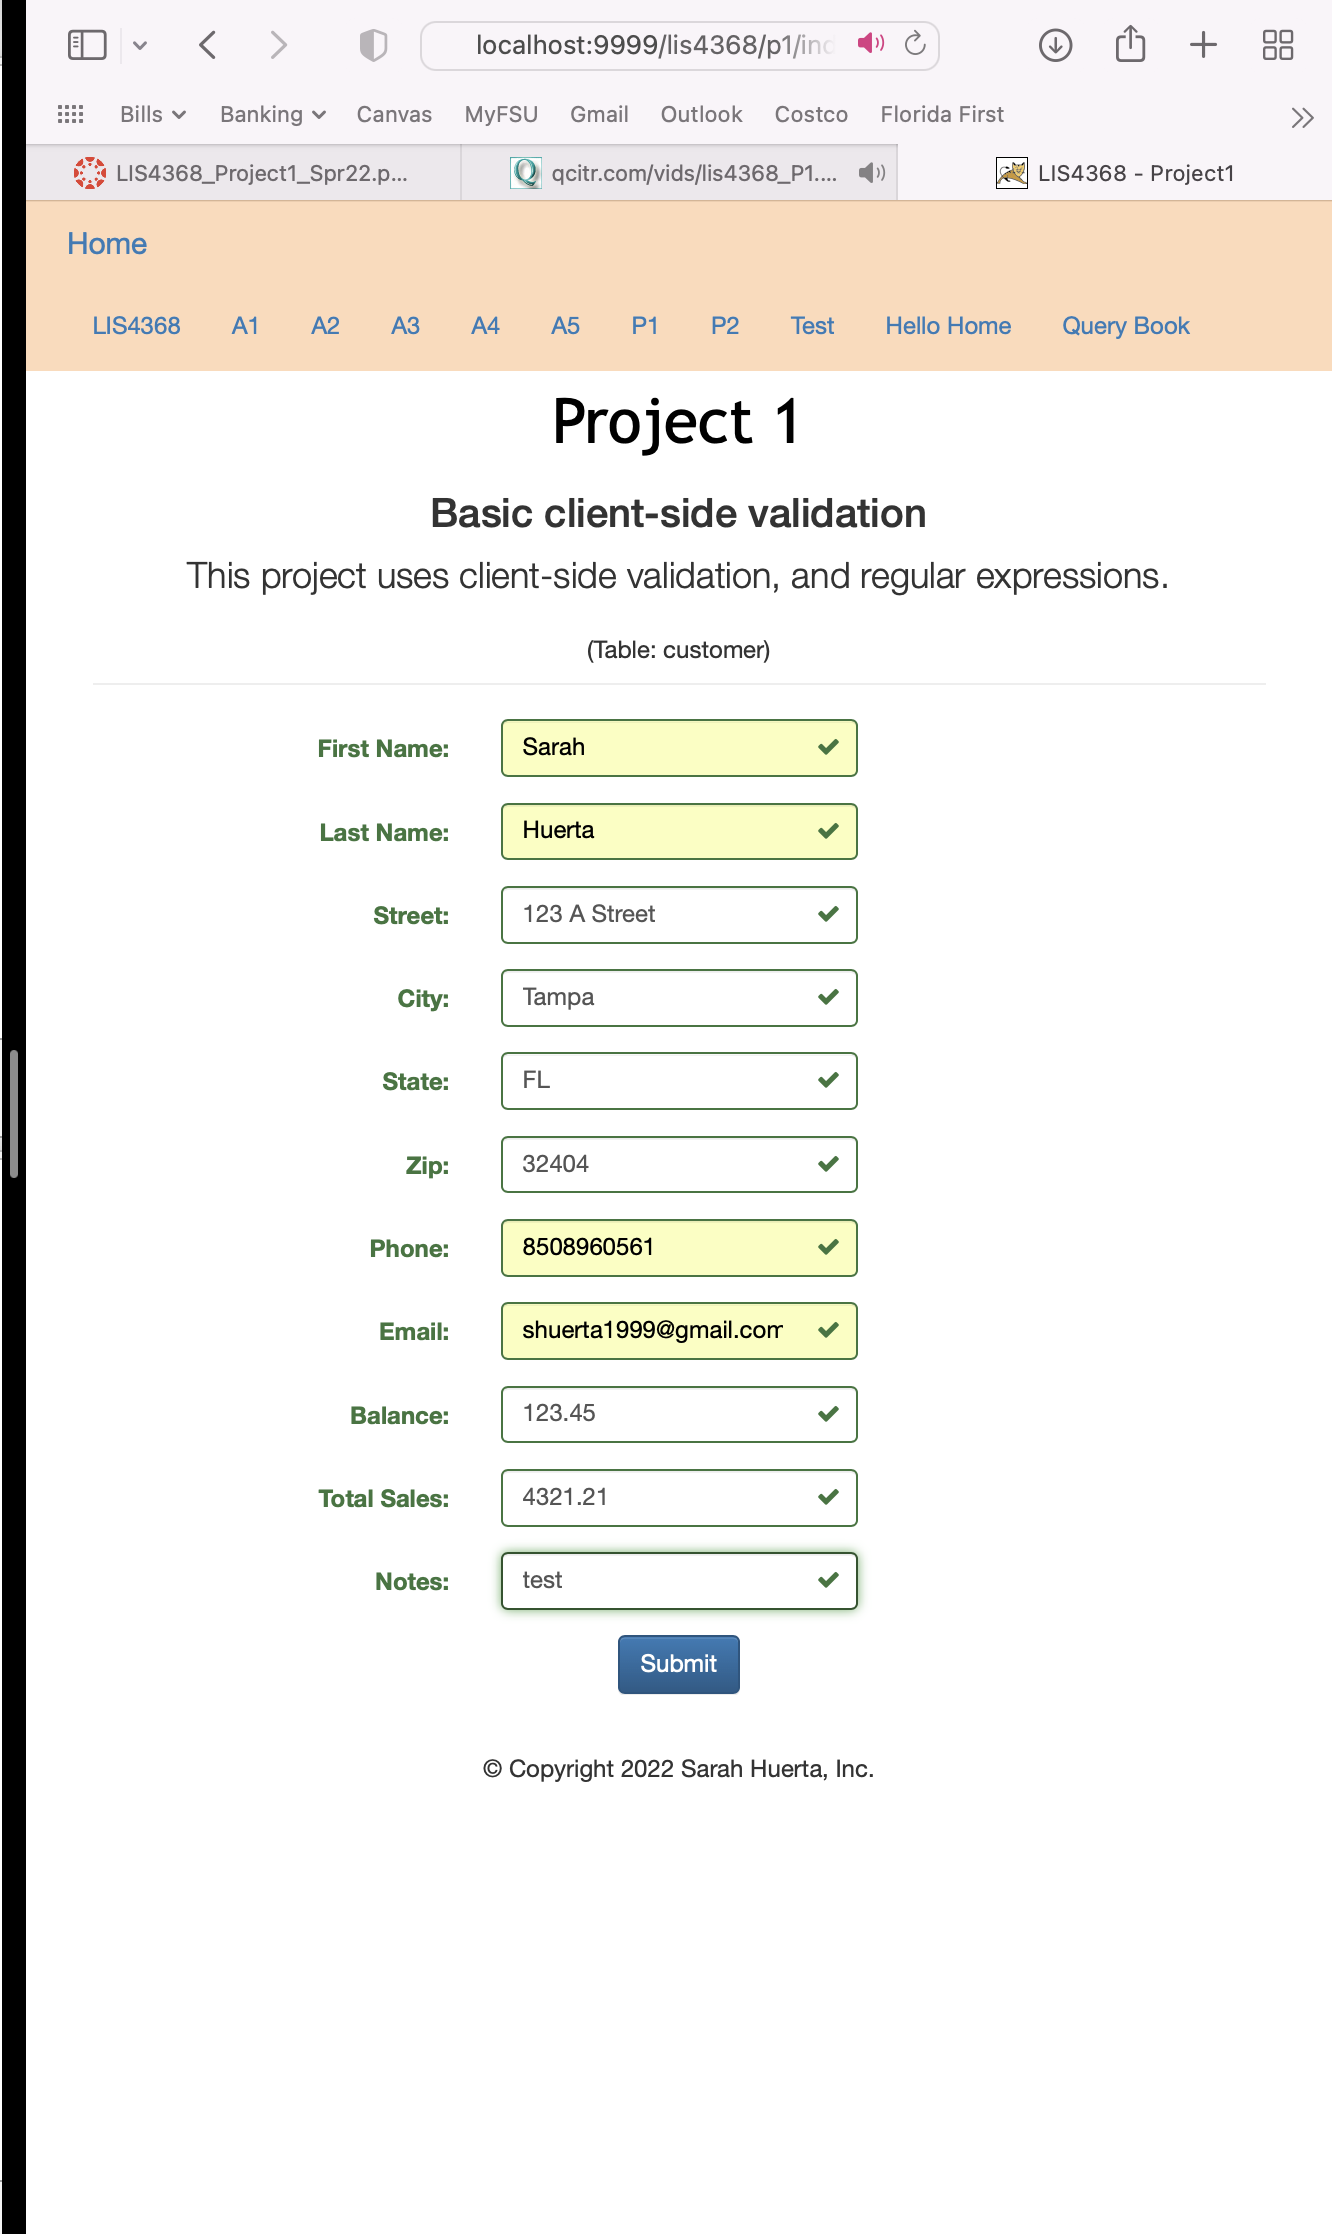 localhost:9999/lis4368/p1/ind
Bills Banking Canvas MyFSU Gmail Outlook Costco Florida First
LIS4368_Project1_Spr22.p... qcitr.com/vids/lis4368_P1.... LIS4368 - Project1
Home
LIS4368 A1 A2 A3 A4 A5 P1 P2 Test Hello Home Query Book
Project 1
Basic client-side validation
This project uses client-side validation, and regular expressions.
(Table: customer)
First Name: Sarah
Last Name: Huerta
Street: 123 A Street
City: Tampa
State: FL
Zip: 32404
Phone: 8508960561
Email: shuerta1999@gmail.com
Balance: 123.45
Total Sales: 4321.21
Notes: test
Submit
© Copyright 2022 Sarah Huerta, Inc.